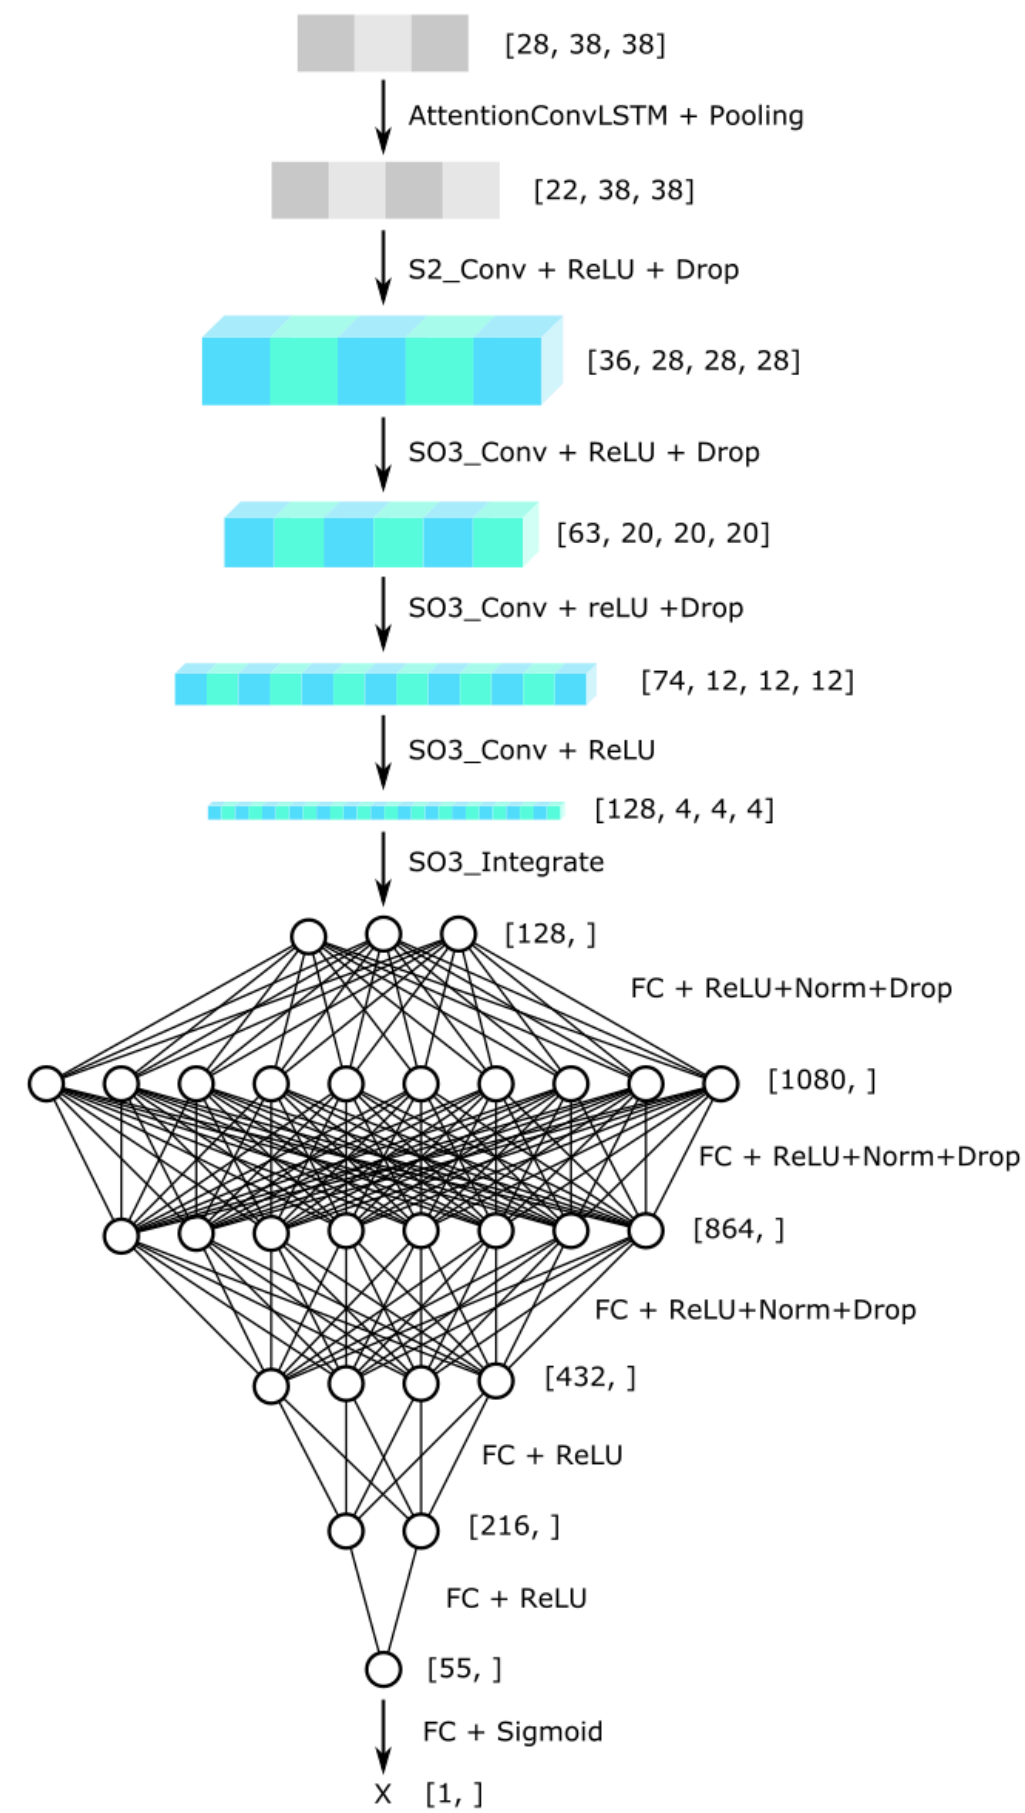 [28, 38, 38]
AttentionConvLSTM + Pooling
[22, 38, 38]
S2_Conv + ReLU + Drop
[36, 28, 28, 28]
SO3_Conv + ReLU + Drop
[63, 20, 20, 20]
SO3_Conv + reLU +Drop
[74, 12, 12, 12]
SO3_Conv + ReLU
[128, 4, 4, 4]
SO3_Integrate
[128, ]
FC + ReLU+Norm+Drop
[1080, ]
FC + ReLU+Norm+Drop
[864, ]
FC + ReLU+Norm+Drop
[432, ]
FC + ReLU
[216, ]
FC + ReLU
[55, ]
FC + Sigmoid
X [1, ]